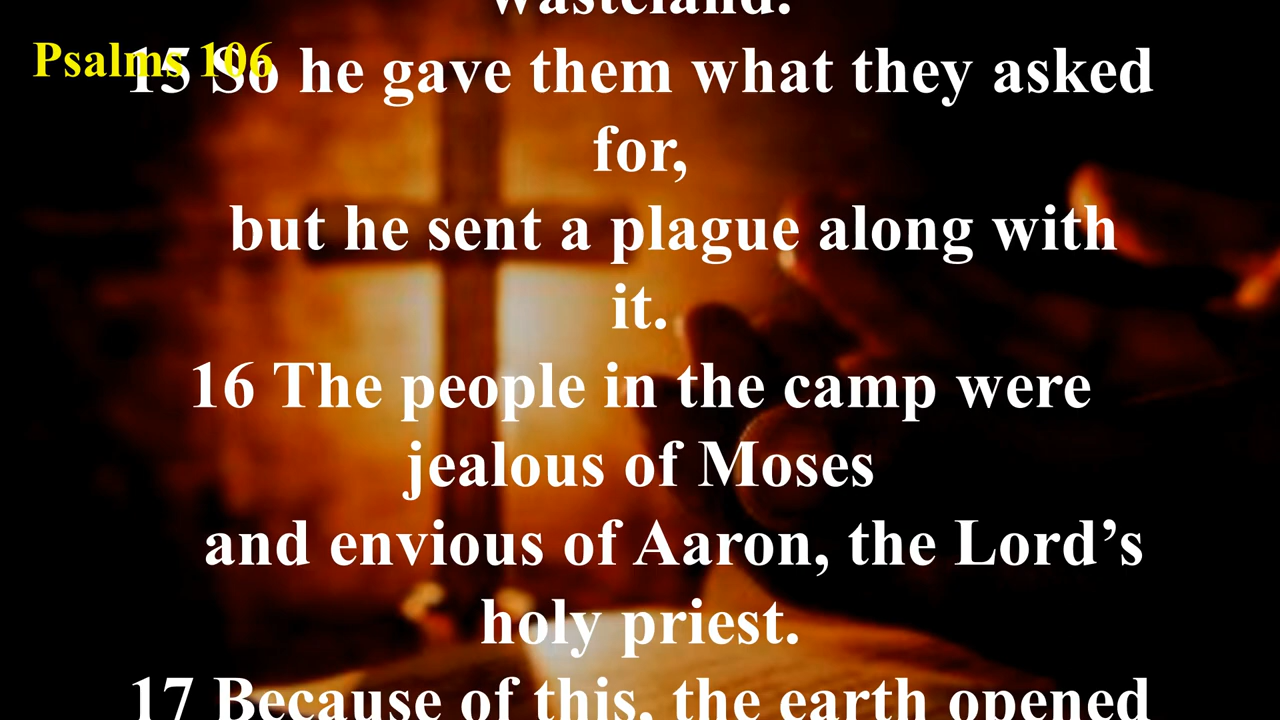 wasteland.
Psalms 106
15 So he gave them what they asked
for,
but he sent a plague along with
it.
16 The people in the camp were
jealous of Moses
and envious of Aaron, the Lord’s
holy priest.
17 Because of this, the earth opened